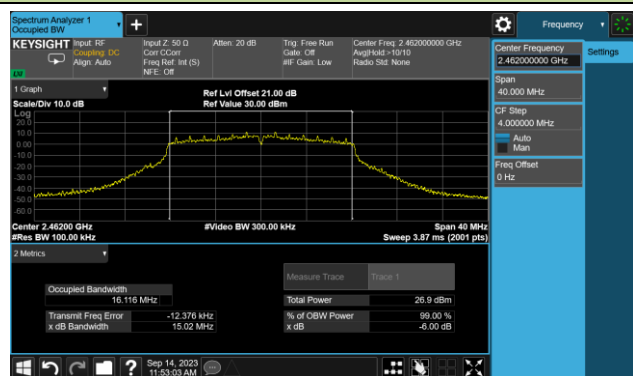 Spectrum Analyzer 1
Occupied BW
+
Frequency
KEYSIGHT
Input: RF
Coupling: DC
Align: Auto
Input Z: 50 Ω
Corr CCorr
Freq Ref: Int (S)
NFE: Off
Atten: 20 dB
Trig: Free Run
Gate: Off
#IF Gain: Low
Center Freq: 2.462000000 GHz
Avg|Hold:>10/10
Radio Std: None
Center Frequency
2.462000000 GHz
Settings
Span
40.000 MHz
CF Step
4.000000 MHz
Auto
Man
Freq Offset
0 Hz
1 Graph
Scale/Div 10.0 dB
Ref Lvl Offset 21.00 dB
Ref Value 30.00 dBm
Log
20.0
10.0
0.00
-10.0
-20.0
-30.0
-40.0
-50.0
-60.0
Center 2.46200 GHz
#Res BW 100.00 kHz
#Video BW 300.00 kHz
Span 40 MHz
Sweep 3.87 ms (2001 pts)
2 Metrics
Measure Trace
Trace 1
Occupied Bandwidth
16.116 MHz
Total Power
26.9 dBm
Transmit Freq Error
-12.376 kHz
% of OBW Power
99.00 %
x dB Bandwidth
15.02 MHz
x dB
-6.00 dB
?
Sep 14, 2023
11:53:03 AM